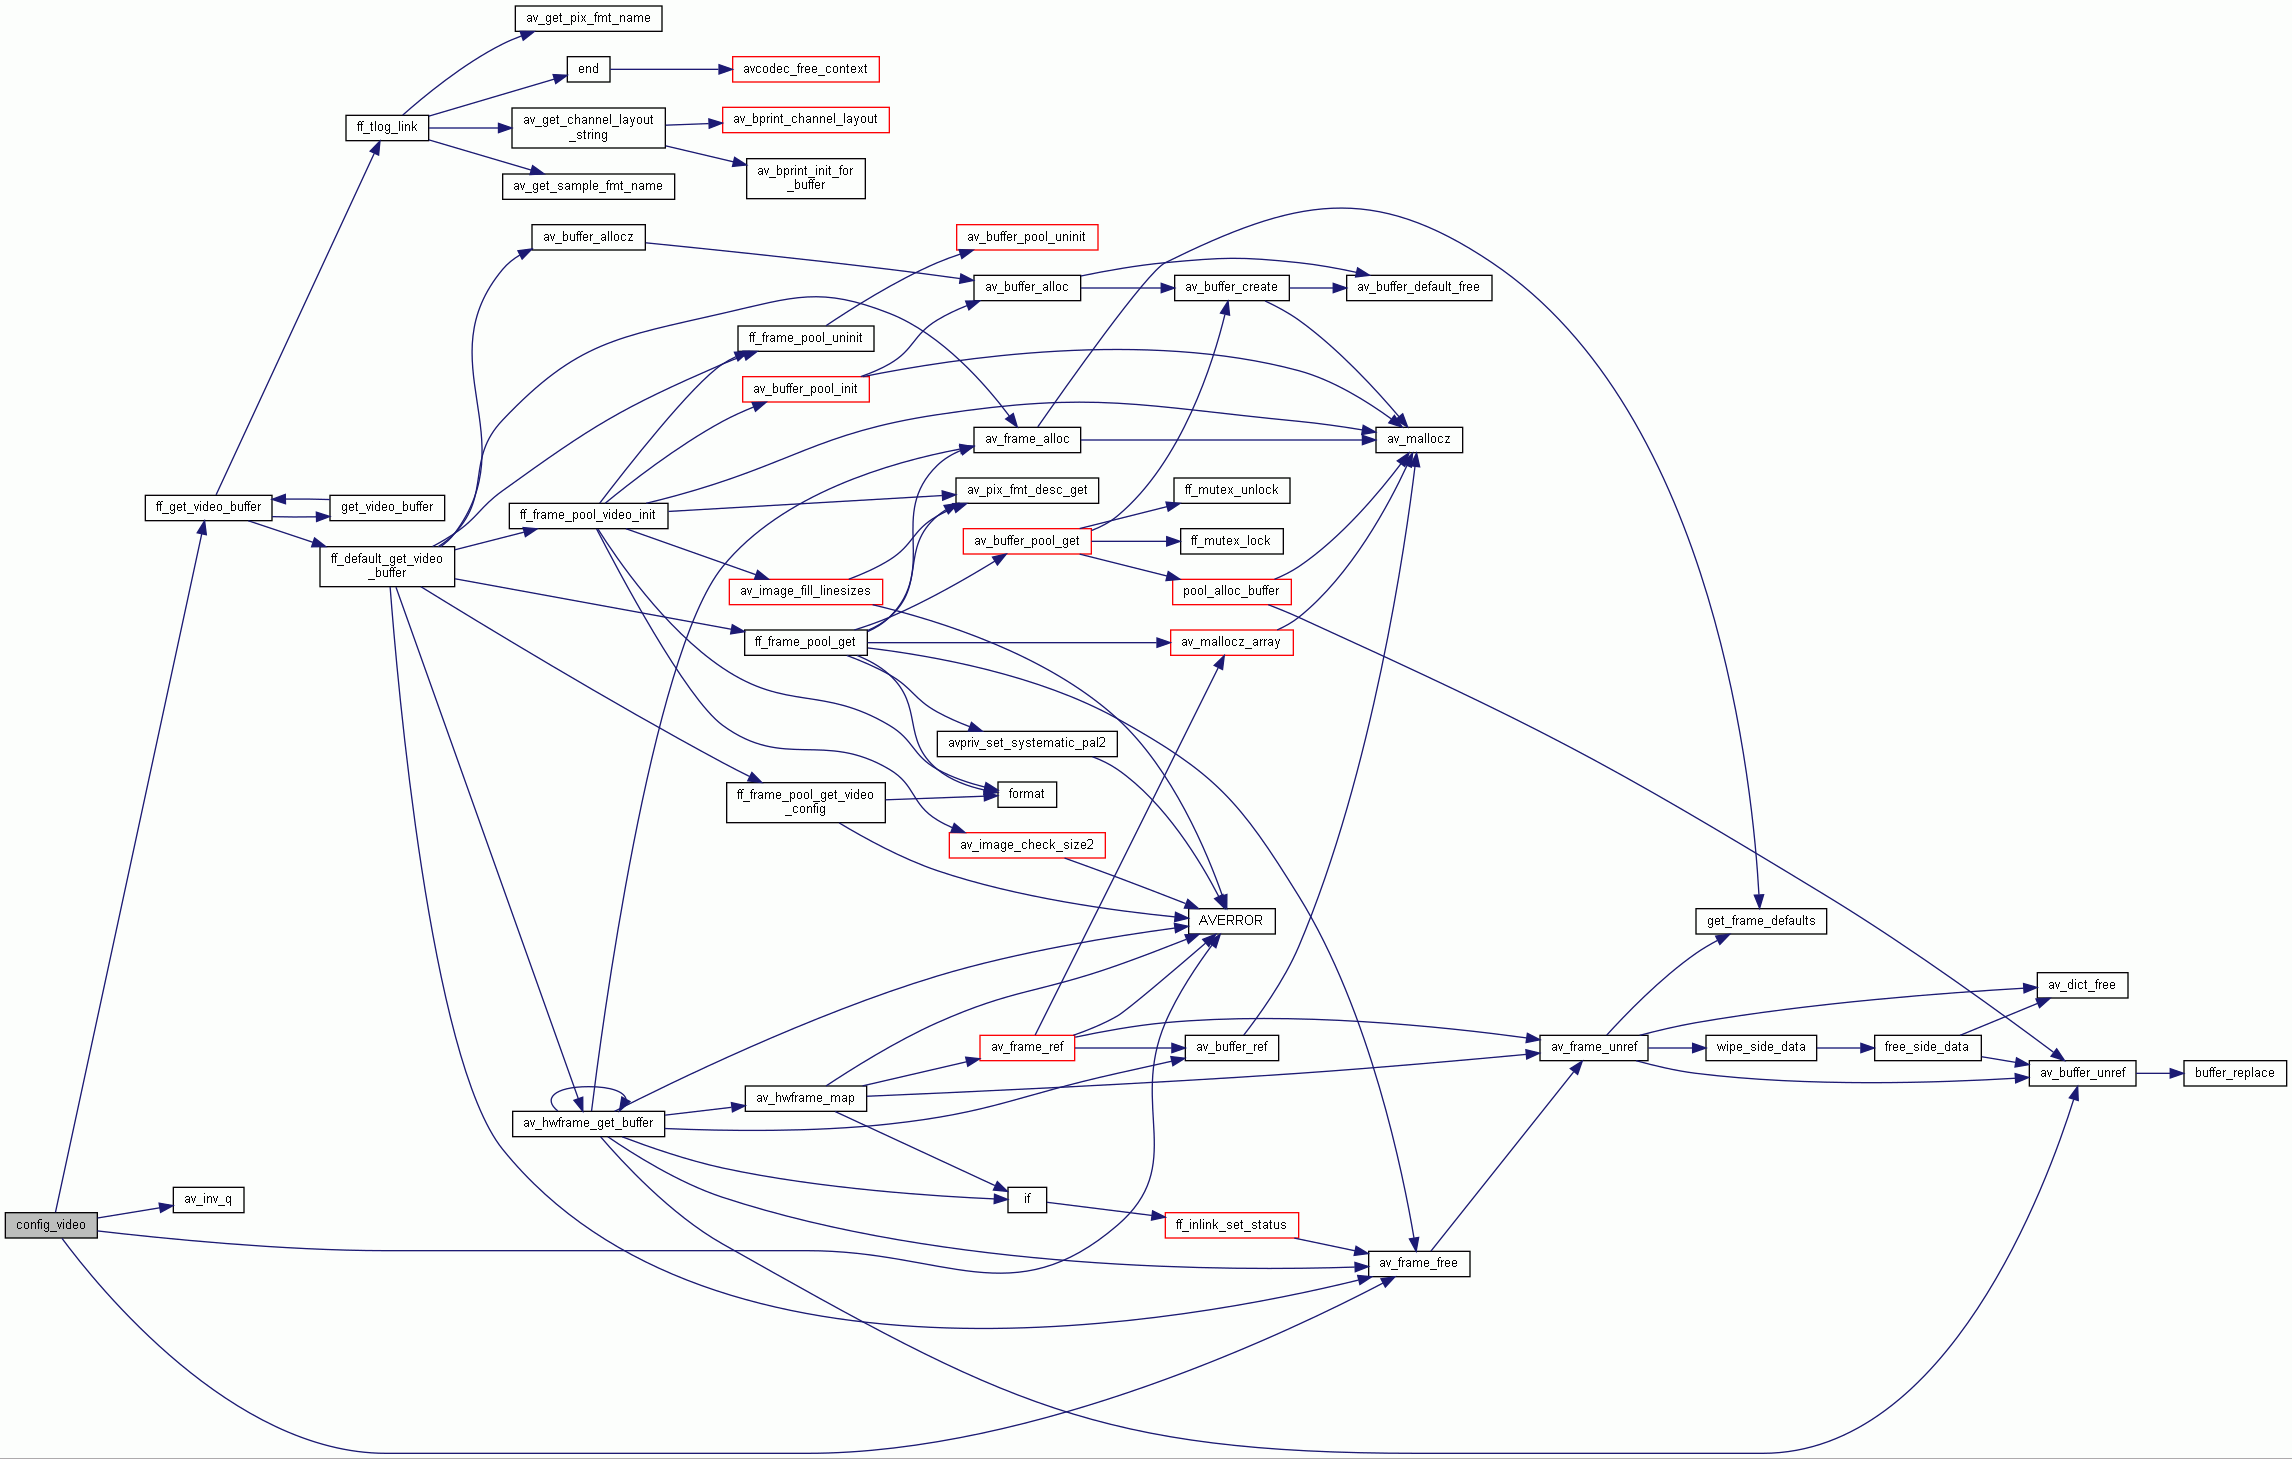 av_get_pix_fmt_name
end
avcodec_free_context
ff_tlog_link
av_get_channel_layout
_string
av_bprint_channel_layout
av_bprint_init_for
_buffer
av_get_sample_fmt_name
av_buffer_allocz
av_buffer_pool_uninit
av_buffer_alloc
av_buffer_create
av_buffer_default_free
ff_frame_pool_uninit
av_buffer_pool_init
av_frame_alloc
av_mallocz
ff_get_video_buffer
get_video_buffer
ff_frame_pool_video_init
av_pix_fmt_desc_get
ff_mutex_unlock
ff_default_get_video
_buffer
av_buffer_pool_get
ff_mutex_lock
av_image_fill_linesizes
pool_alloc_buffer
ff_frame_pool_get
av_mallocz_array
avpriv_set_systematic_pal2
ff_frame_pool_get_video
_config
format
av_image_check_size2
AVERROR
get_frame_defaults
av_dict_free
av_frame_ref
av_buffer_ref
av_frame_unref
wipe_side_data
free_side_data
av_buffer_unref
buffer_replace
av_hwframe_map
av_hwframe_get_buffer
av_inv_q
if
config_video
ff_inlink_set_status
av_frame_free